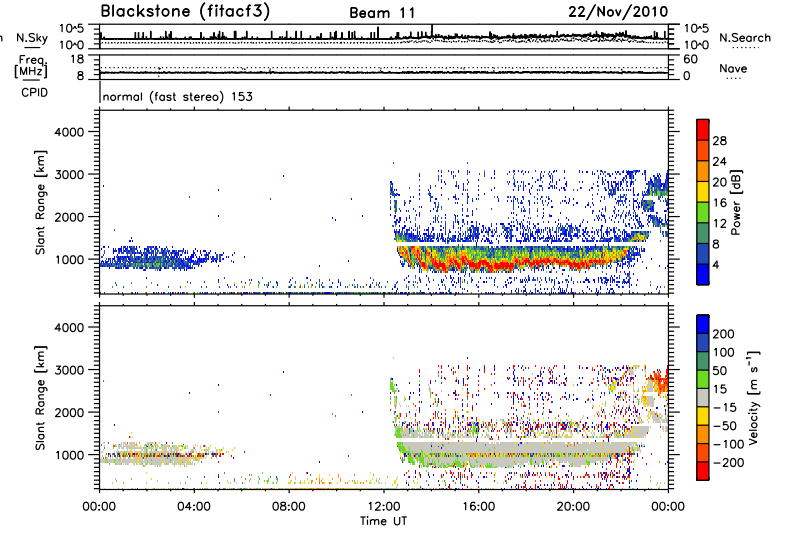 Blackstone (fitacf3) Beam 11 22/Nov/2010
n N.Sky 10^5 10^0 10^5 10^0 N.Search
Freq. [MHz] 18 8 60 0 Nave
CPID normal (fast stereo) 153
Slant Range [km] 4000 3000 2000 1000
28 24 20 16 12 8 4 Power [dB]
Slant Range [km] 4000 3000 2000 1000
200 100 50 15 -15 -50 -100 -200 Velocity [m s⁻¹]
00:00 04:00 08:00 12:00 16:00 20:00 00:00
Time UT